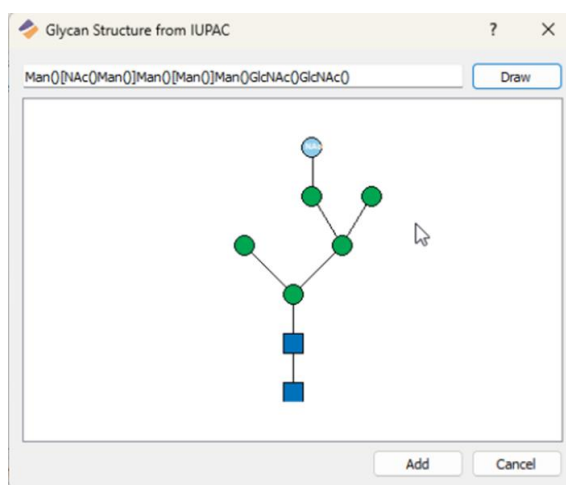 Glycan Structure from IUPAC ? ×
Man()[NAc()Man()]Man()[Man()]Man()GlcNAc()GlcNAc() Draw
NAc
Add Cancel